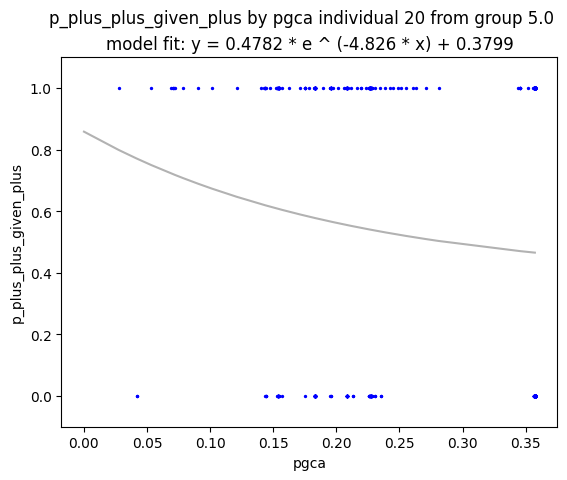 p_plus_plus_given_plus by pgca individual 20 from group 5.0
model fit: y = 0.4782 * e ^ (-4.826 * x) + 0.3799
p_plus_plus_given_plus
1.0
0.8
0.6
0.4
0.2
0.0
0.00 0.05 0.10 0.15 0.20 0.25 0.30 0.35
pgca